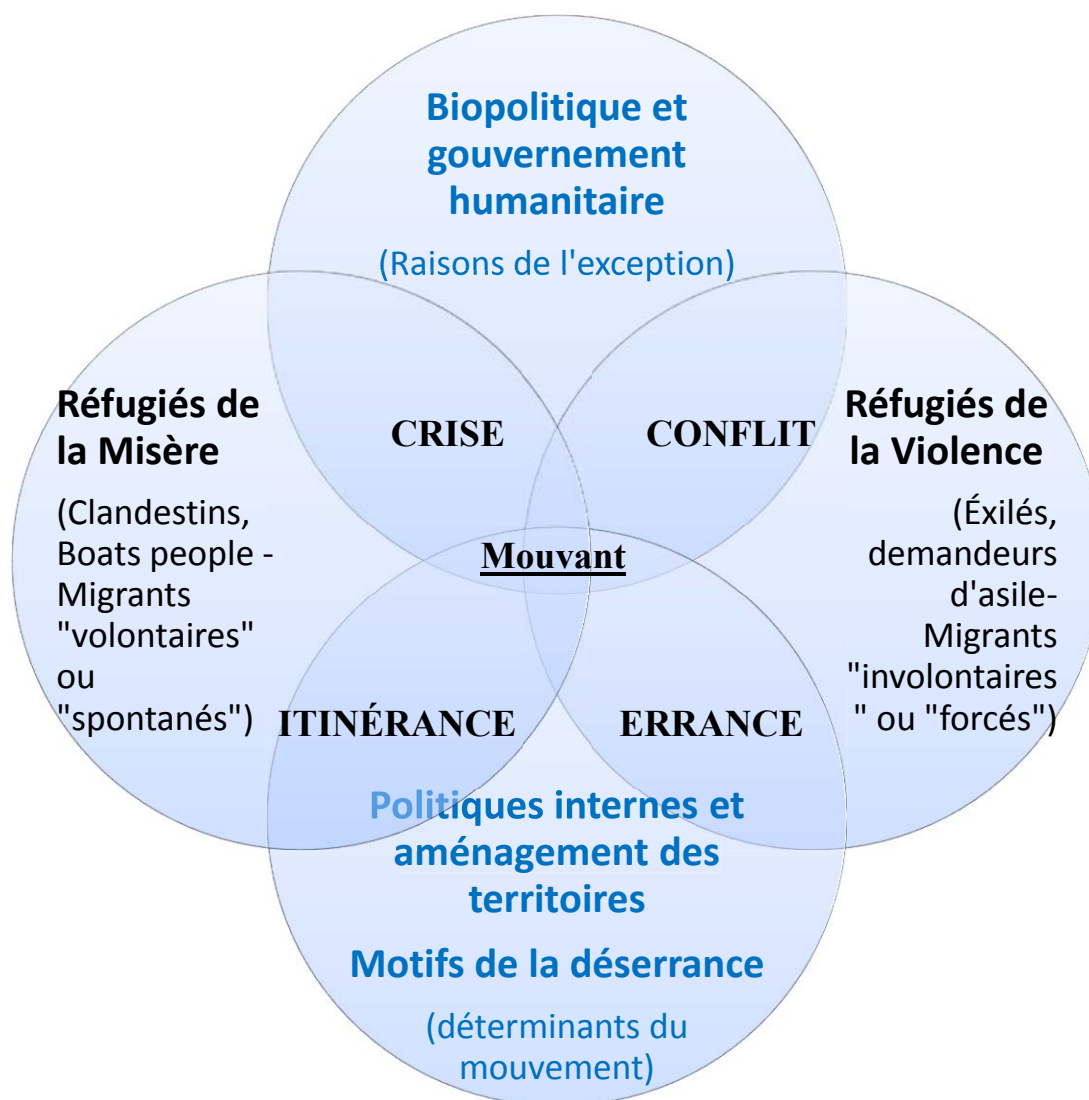 Biopolitique et
gouvernement
humanitaire
(Raisons de l'exception)
Réfugiés de
la Misère
(Clandestins,
Boats people -
Migrants
"volontaires"
ou
"spontanés")
CRISE
CONFLIT
Réfugiés de
la Violence
(Éxilés,
demandeurs
d'asile-
Migrants
"involontaires
" ou "forcés")
Mouvant
ITINÉRANCE
ERRANCE
Politiques internes et
aménagement des
territoires
Motifs de la déserrance
(déterminants du
mouvement)